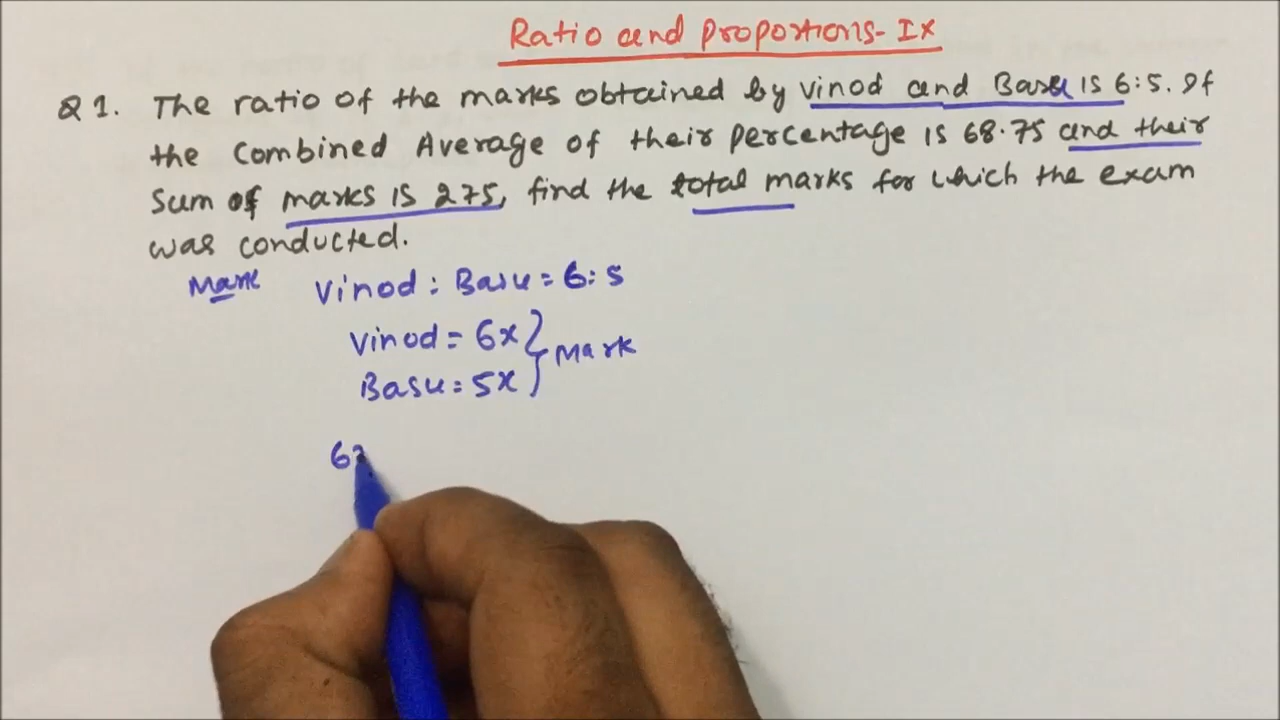 Ratio and Proportions-IX
Q1. The ratio of the marks obtained by Vinod and Basu is 6:5. If
the Combined Average of their Percentage is 68.75 and their
Sum of marks is 275, find the total marks for which the exam
was conducted.
Mark Vinod : Basu = 6:5
Vinod = 6x } Mark
Basu = 5x
6